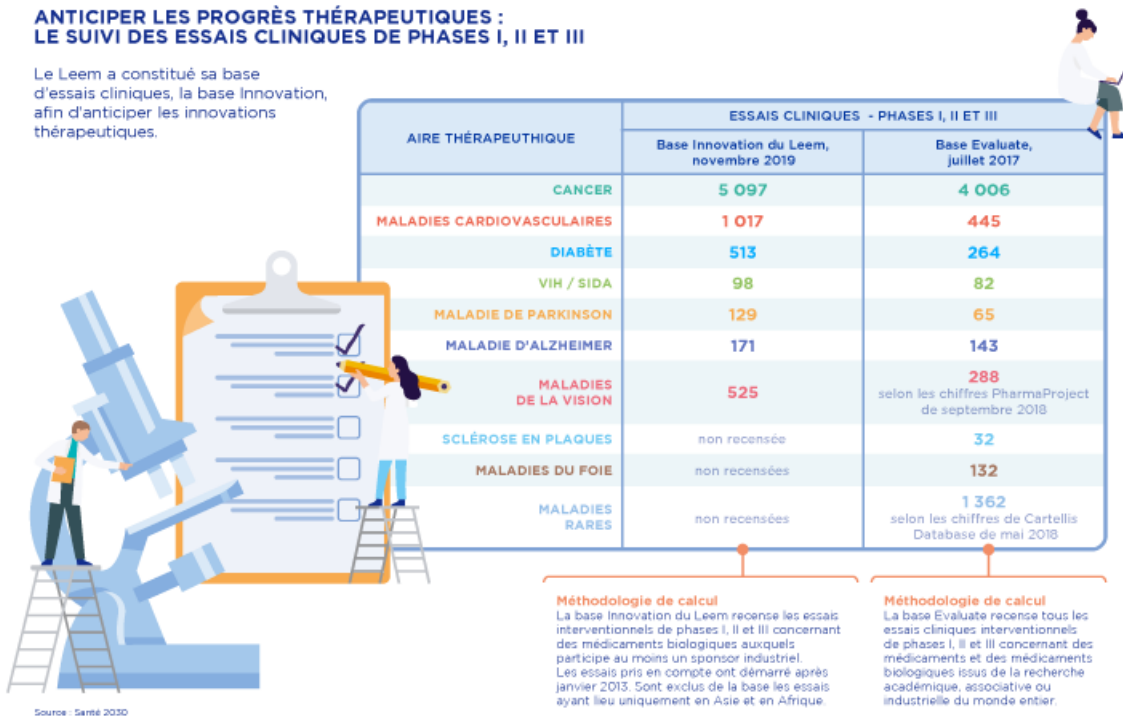 ANTICIPER LES PROGRÈS THÉRAPEUTIQUES :
LE SUIVI DES ESSAIS CLINIQUES DE PHASES I, II ET III
Le Leem a constitué sa base
d'essais cliniques, la base Innovation,
afin d'anticiper les innovations
thérapeutiques.
AIRE THÉRAPEUTHIQUE
ESSAIS CLINIQUES - PHASES I, II ET III
Base Innovation du Leem,
novembre 2019
Base Evaluate,
juillet 2017
CANCER 5 097 4 006
MALADIES CARDIOVASCULAIRES 1 017 445
DIABÈTE 513 264
VIH / SIDA 98 82
MALADIE DE PARKINSON 129 65
MALADIE D'ALZHEIMER 171 143
MALADIES
DE LA VISION
525
288
selon les chiffres PharmaProject
de septembre 2018
SCLÉROSE EN PLAQUES non recensée 32
MALADIES DU FOIE non recensées 132
MALADIES
RARES
non recensées
1 362
selon les chiffres de Cartellis
Database de mai 2018
Méthodologie de calcul
La base Innovation du Leem recense les essais
interventionnels de phases I, II et III concernant
des médicaments biologiques auxquels
participe au moins un sponsor industriel.
Les essais pris en compte ont démarré après
janvier 2013. Sont exclus de la base les essais
ayant lieu uniquement en Asie et en Afrique.
Méthodologie de calcul
La base Evaluate recense tous les
essais cliniques interventionnels
de phases I, II et III concernant des
médicaments et des médicaments
biologiques issus de la recherche
académique, associative ou
industrielle du monde entier.
Source : Santé 2030